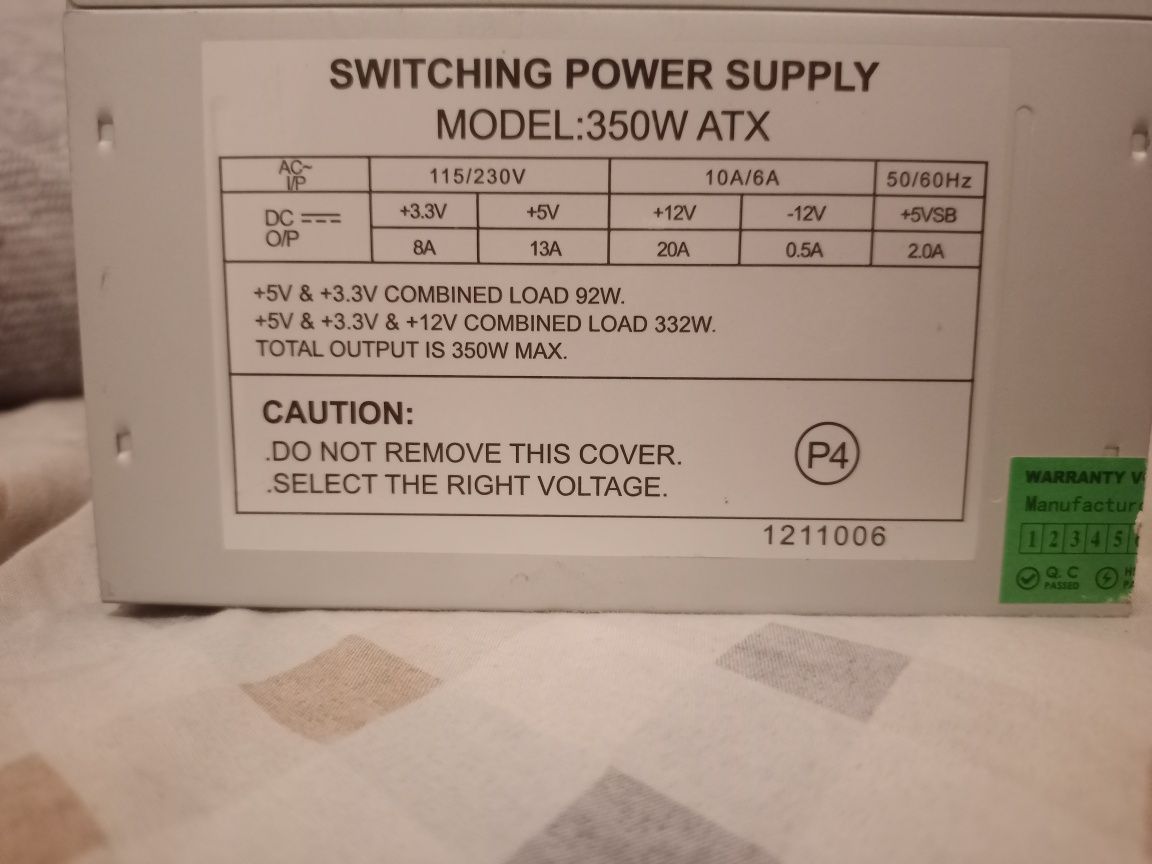 SWITCHING POWER SUPPLY
MODEL:350W ATX
AC~ I/P 115/230V 10A/6A 50/60Hz
DC O/P +3.3V +5V +12V -12V +5VSB
8A 13A 20A 0.5A 2.0A
+5V & +3.3V COMBINED LOAD 92W.
+5V & +3.3V & +12V COMBINED LOAD 332W.
TOTAL OUTPUT IS 350W MAX.
CAUTION:
.DO NOT REMOVE THIS COVER.
.SELECT THE RIGHT VOLTAGE.
P4
1211006
WARRANTY
Manufactur
1 2 3 4 5
Q.C
PASSED